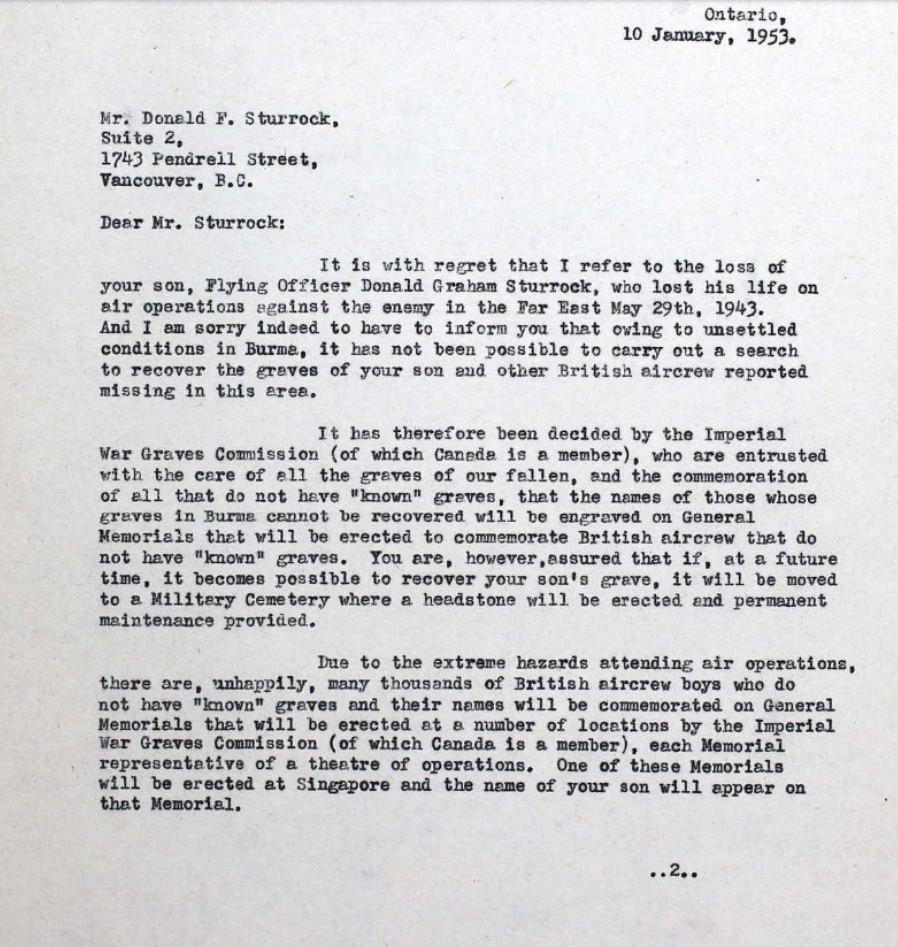 Ontario,
10 January, 1953.
Mr. Donald F. Sturrock,
Suite 2,
1743 Pendrell Street,
Vancouver, B.C.
Dear Mr. Sturrock:
It is with regret that I refer to the loss of
your son, Flying Officer Donald Graham Sturrock, who lost his life on
air operations against the enemy in the Far East May 29th, 1943.
And I am sorry indeed to have to inform you that owing to unsettled
conditions in Burma, it has not been possible to carry out a search
to recover the graves of your son and other British aircrew reported
missing in this area.
It has therefore been decided by the Imperial
War Graves Commission (of which Canada is a member), who are entrusted
with the care of all the graves of our fallen, and the commemoration
of all that do not have "known" graves, that the names of those whose
graves in Burma cannot be recovered will be engraved on General
Memorials that will be erected to commemorate British aircrew that do
not have "known" graves. You are, however,assured that if, at a future
time, it becomes possible to recover your son's grave, it will be moved
to a Military Cemetery where a headstone will be erected and permanent
maintenance provided.
Due to the extreme hazards attending air operations,
there are, unhappily, many thousands of British aircrew boys who do
not have "known" graves and their names will be commemorated on General
Memorials that will be erected at a number of locations by the Imperial
War Graves Commission (of which Canada is a member), each Memorial
representative of a theatre of operations. One of these Memorials
will be erected at Singapore and the name of your son will appear on
that Memorial.
..2..